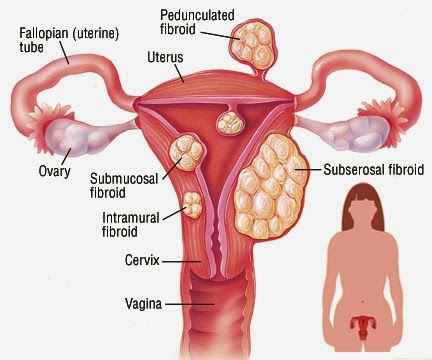 Pedunculated
fibroid
Fallopian (uterine)
tube
Uterus
Ovary
Submucosal
fibroid
Subserosal fibroid
Intramural
fibroid
Cervix
Vagina